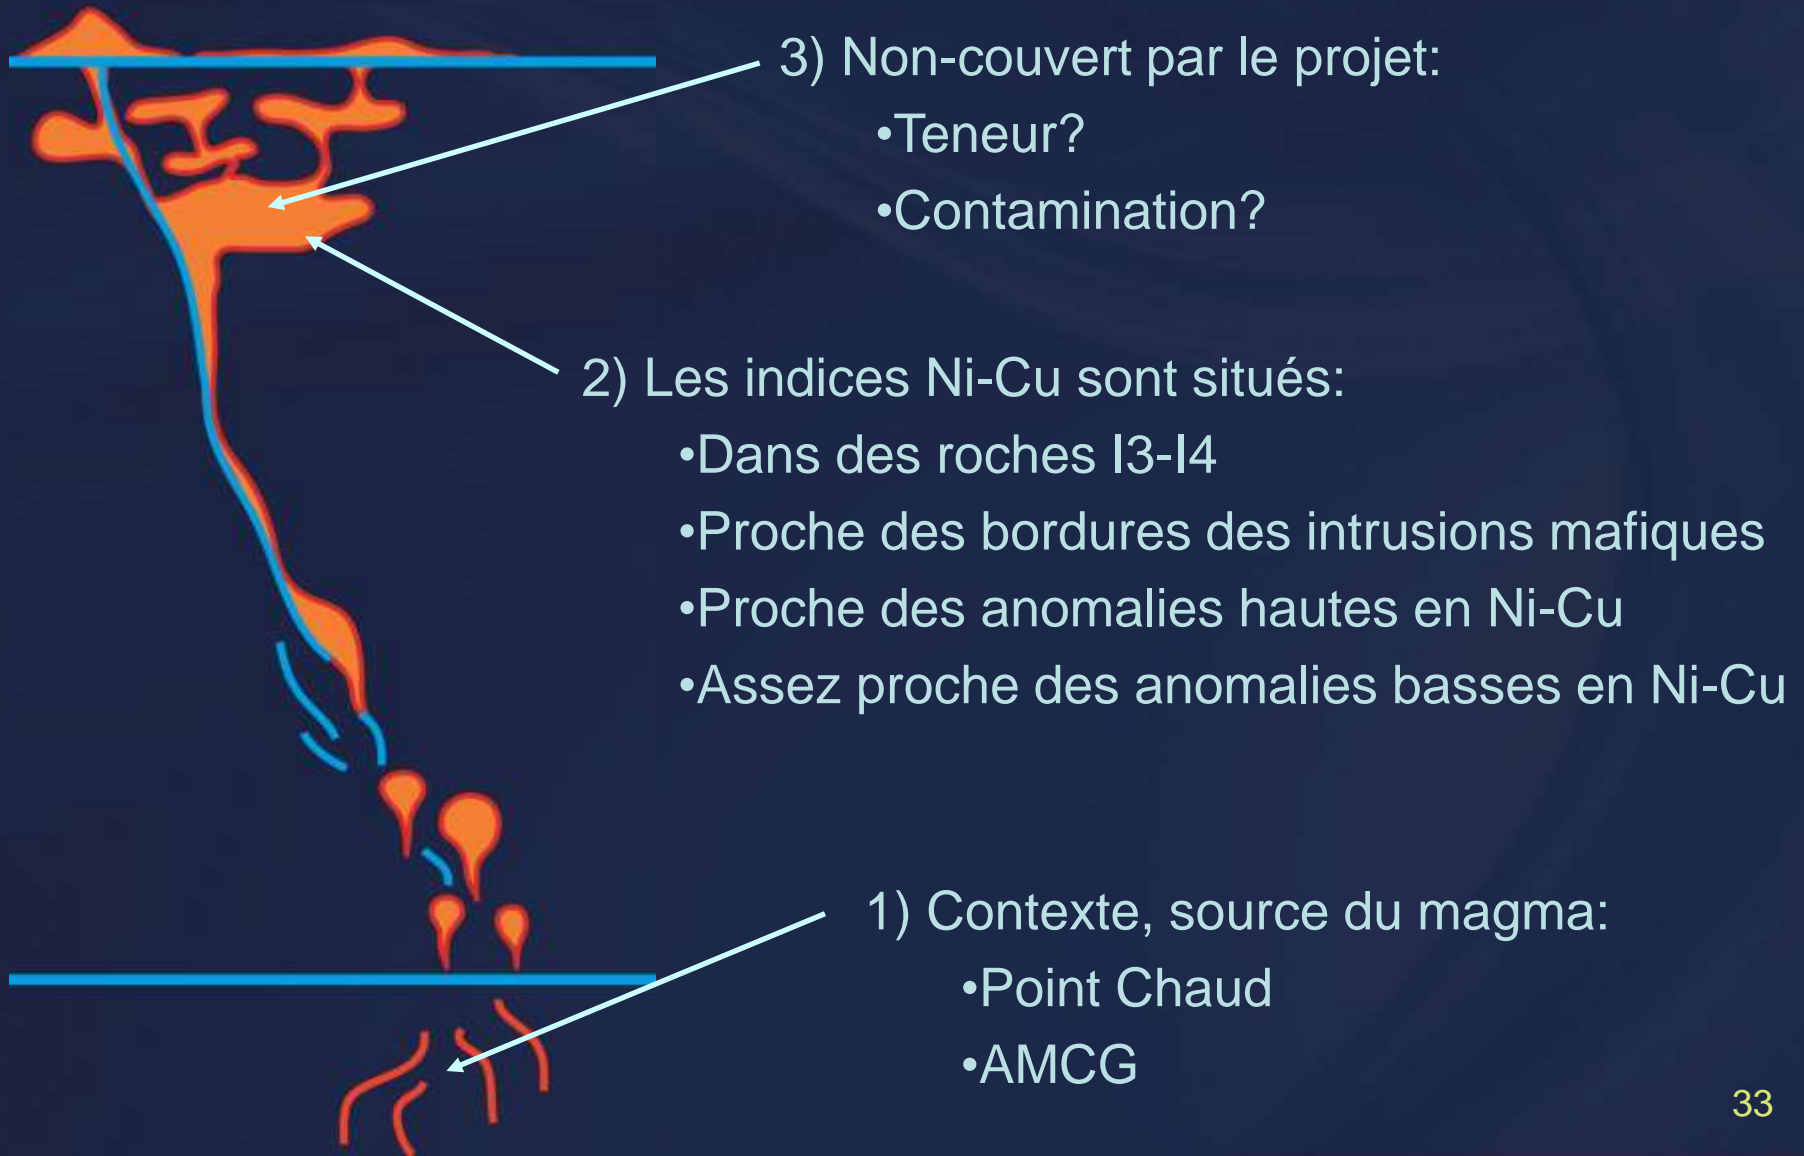 3) Non-couvert par le projet:
•Teneur?
•Contamination?
2) Les indices Ni-Cu sont situés:
•Dans des roches I3-I4
•Proche des bordures des intrusions mafiques
•Proche des anomalies hautes en Ni-Cu
•Assez proche des anomalies basses en Ni-Cu
1) Contexte, source du magma:
•Point Chaud
•AMCG
33